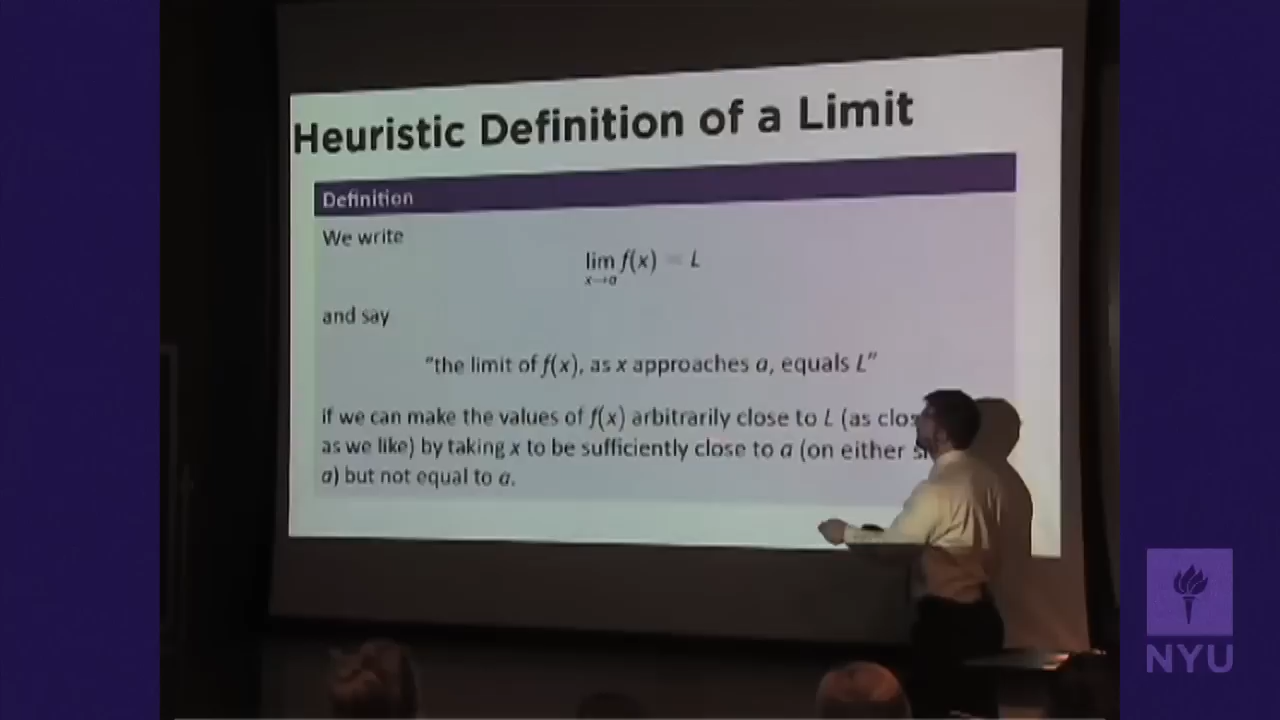 Heuristic Definition of a Limit
Definition
We write
lim f(x) = L
x→a
and say
"the limit of f(x), as x approaches a, equals L"
if we can make the values of f(x) arbitrarily close to L (as clos
as we like) by taking x to be sufficiently close to a (on either s
a) but not equal to a.
NYU